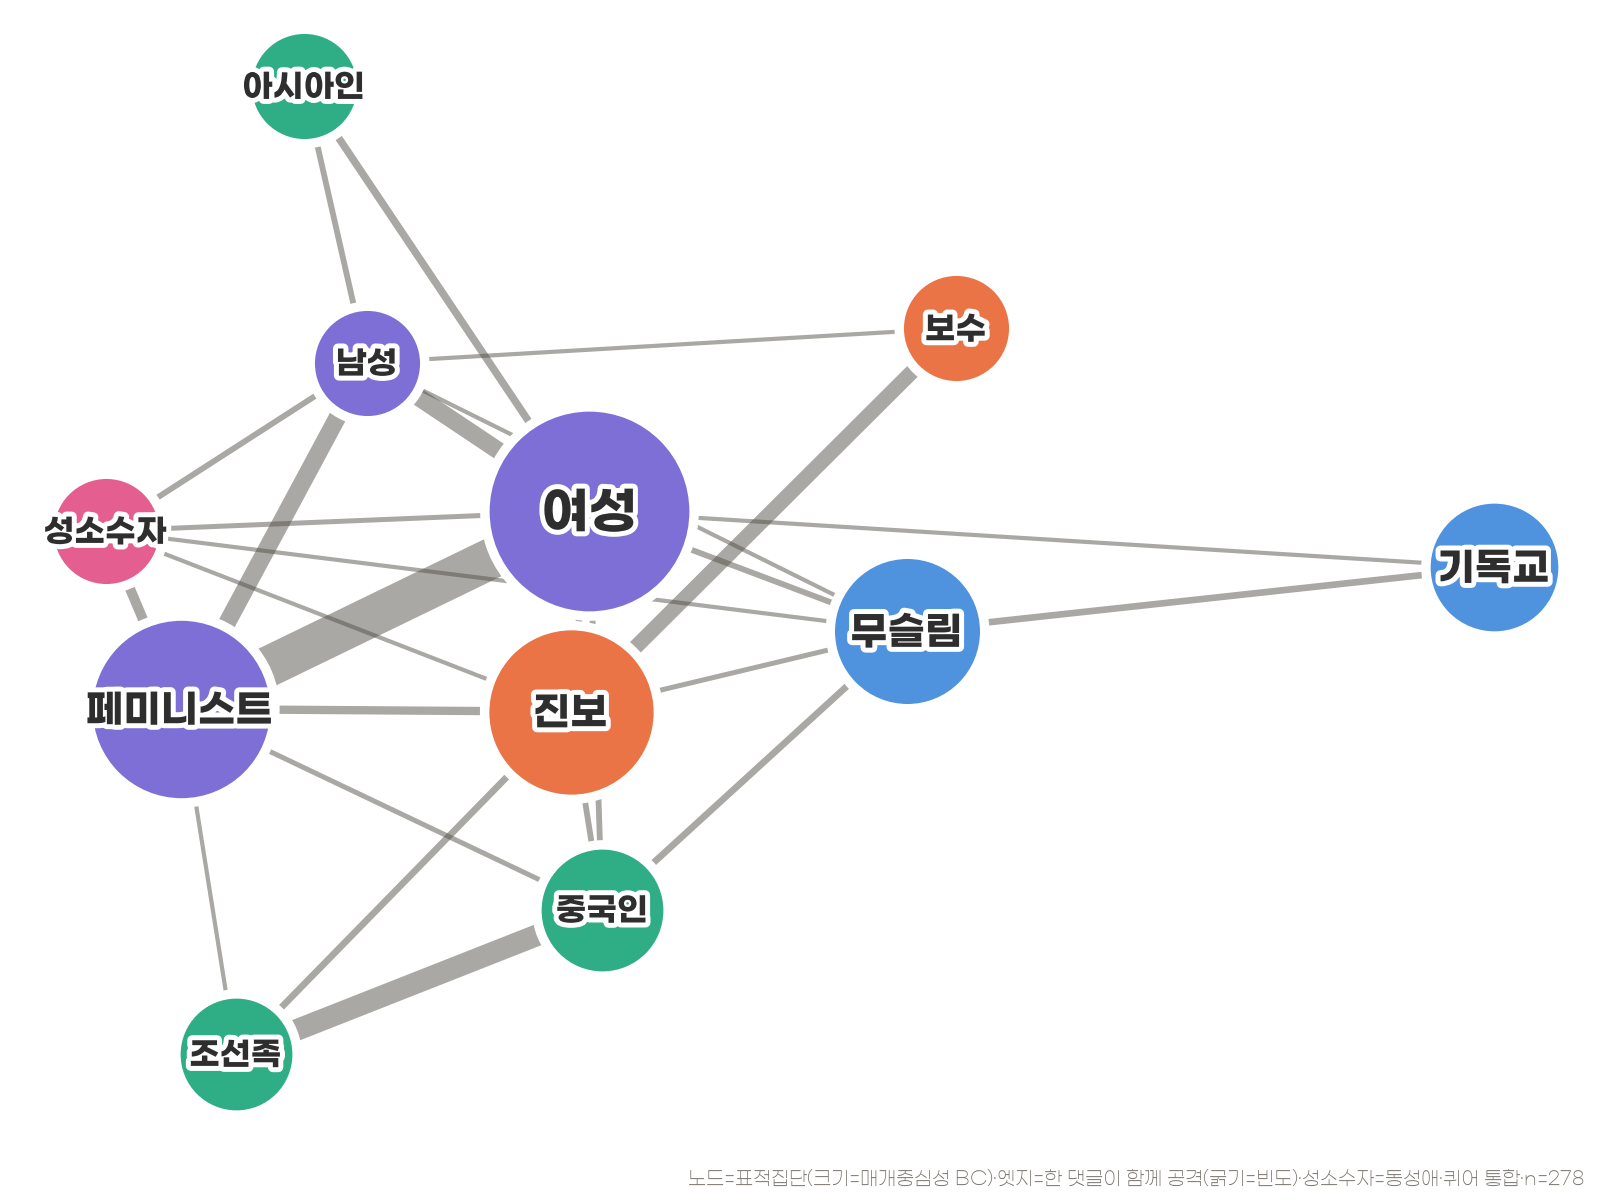 아시아인
보수
남성
여성
성소수자
기독교
무슬림
페미니스트
진보
중국인
조선족
노드=표적집단(크기=매개중심성 BC)·엣지=한 댓글이 함께 공격(굵기=빈도)·성소수자=동성애·퀴어 통합·n=278